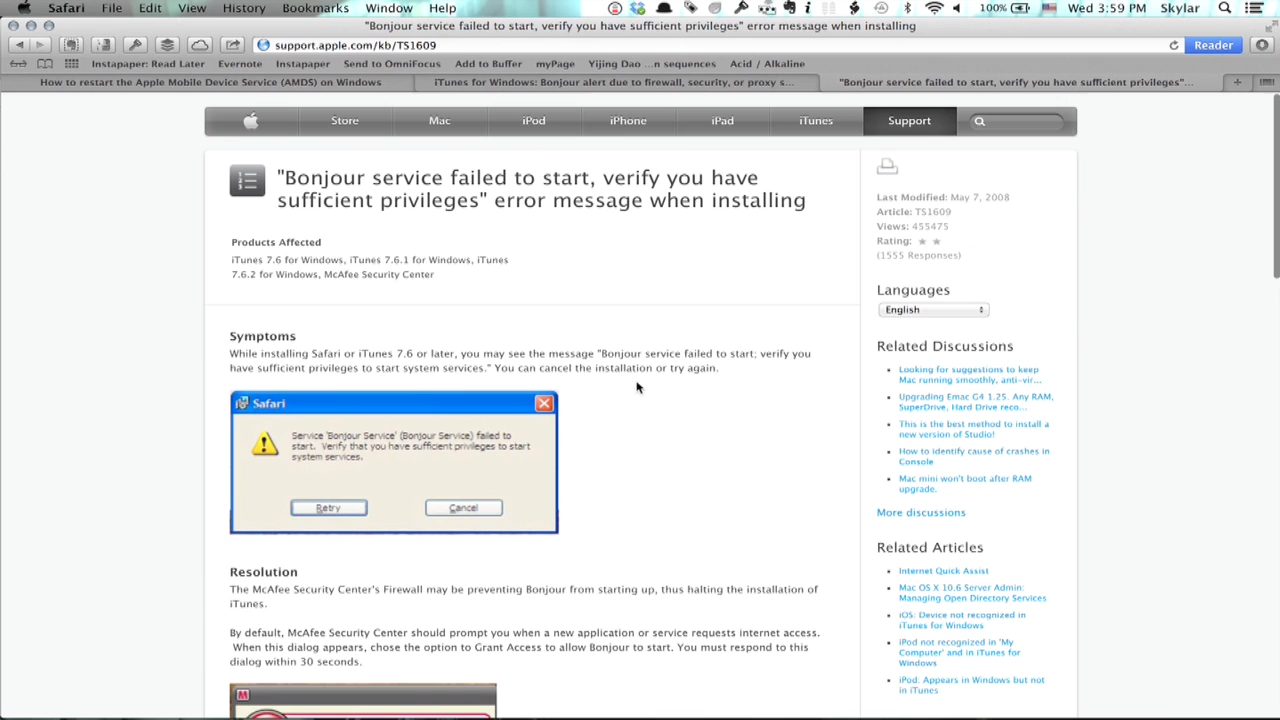 Safari File Edit View History Bookmarks Window Help 100% Wed 3:59 PM Skylar
"Bonjour service failed to start, verify you have sufficient privileges" error message when installing
support.apple.com/kb/TS1609 Reader
Instapaper: Read Later Evernote Instapaper Send to OmniFocus Add to Buffer myPage Yijing Dao ...n sequences Acid / Alkaline
How to restart the Apple Mobile Device Service (AMDS) on Windows
iTunes for Windows: Bonjour alert due to firewall, security, or proxy s...
"Bonjour service failed to start, verify you have sufficient privileges"...
Store Mac iPod iPhone iPad iTunes Support
"Bonjour service failed to start, verify you have
sufficient privileges" error message when installing
Products Affected
iTunes 7.6 for Windows, iTunes 7.6.1 for Windows, iTunes
7.6.2 for Windows, McAfee Security Center
Symptoms
While installing Safari or iTunes 7.6 or later, you may see the message "Bonjour service failed to start; verify you
have sufficient privileges to start system services." You can cancel the installation or try again.
Safari
Service 'Bonjour Service' (Bonjour Service) failed to
start. Verify that you have sufficient privileges to start
system services.
Retry Cancel
Resolution
The McAfee Security Center's Firewall may be preventing Bonjour from starting up, thus halting the installation of
iTunes.
By default, McAfee Security Center should prompt you when a new application or service requests internet access.
When this dialog appears, chose the option to Grant Access to allow Bonjour to start. You must respond to this
dialog within 30 seconds.
M
Last Modified: May 7, 2008
Article: TS1609
Views: 455475
Rating: ★ ★
(1555 Responses)
Languages
English
Related Discussions
Looking for suggestions to keep
Mac running smoothly, anti-vir...
Upgrading Emac G4 1.25. Any RAM,
SuperDrive, Hard Drive reco...
This is the best method to install a
new version of Studio!
How to identify cause of crashes in
Console
Mac mini won't boot after RAM
upgrade.
More discussions
Related Articles
Internet Quick Assist
Mac OS X 10.6 Server Admin:
Managing Open Directory Services
iOS: Device not recognized in
iTunes for Windows
iPod not recognized in 'My
Computer' and in iTunes for
Windows
iPod: Appears in Windows but not
in iTunes